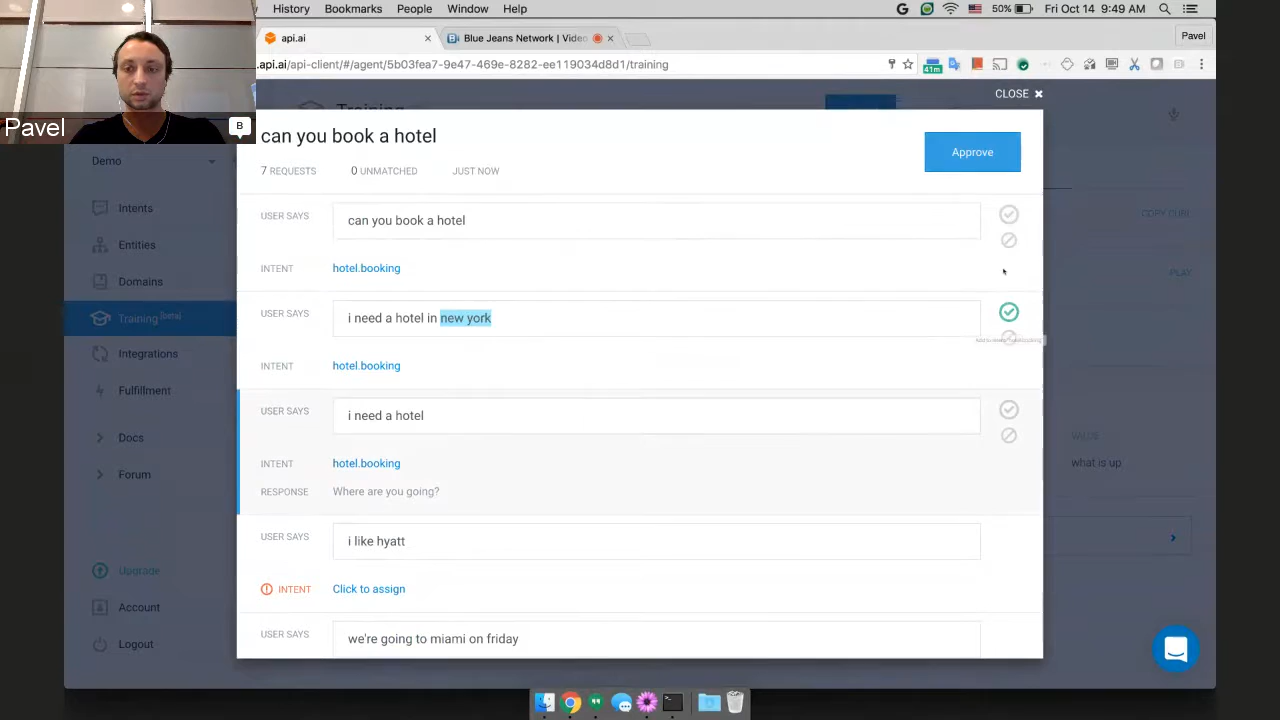 History Bookmarks People Window Help 50% Fri Oct 14 9:49 AM
api.ai Blue Jeans Network | Video Pavel
.api.ai/api-client/#/agent/5b03fea7-9e47-469e-8282-ee119034d8d1/training
41m
Pavel
B
Training
CLOSE
can you book a hotel
Approve
7 REQUESTS 0 UNMATCHED JUST NOW
Demo
Intents
Entities
Domains
Training [beta]
Integrations
Fulfillment
Docs
Forum
Upgrade
Account
Logout
USER SAYS can you book a hotel
INTENT hotel.booking
USER SAYS i need a hotel in new york
INTENT hotel.booking
USER SAYS i need a hotel
INTENT hotel.booking
RESPONSE Where are you going?
USER SAYS i like hyatt
INTENT Click to assign
USER SAYS we're going to miami on friday
COPY CURL
PLAY
VALUE
what is up